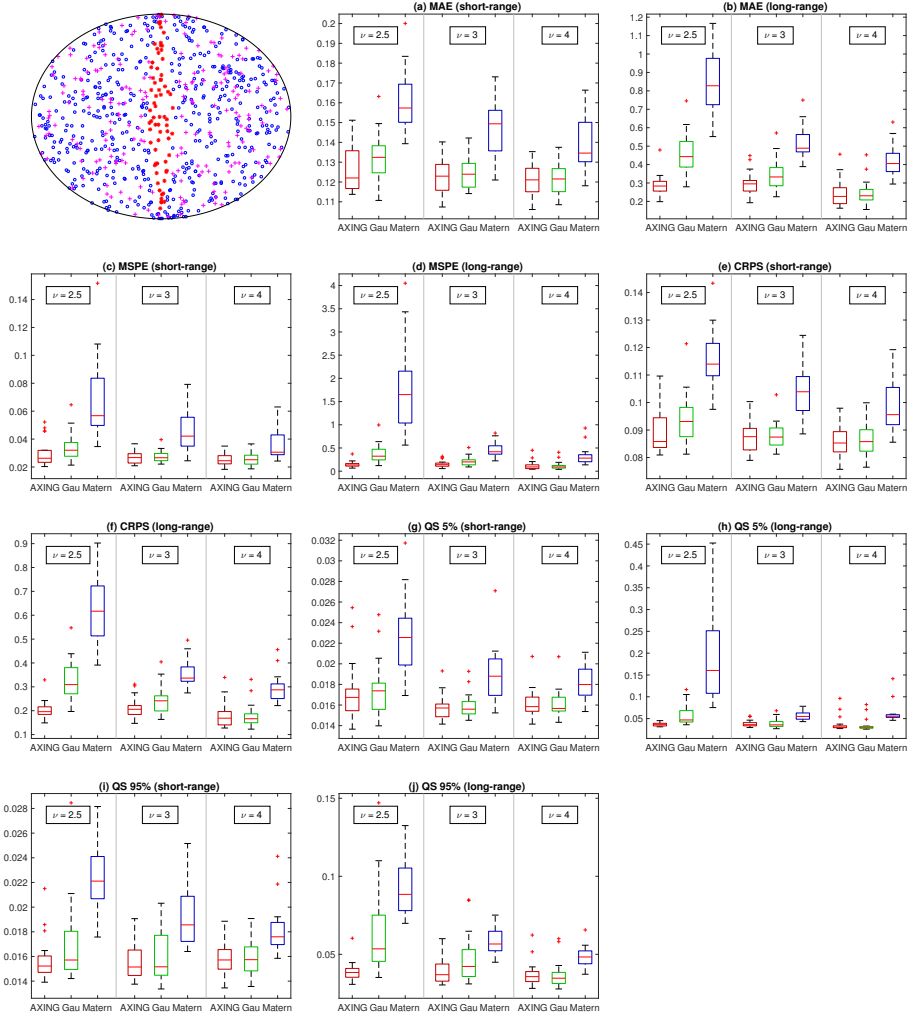 (a) MAE (short-range)
0.2
0.19
0.18
0.17
0.16
0.15
0.14
0.13
0.12
0.11
ν = 2.5
ν = 3
ν = 4
AXING Gau Matern AXING Gau Matern AXING Gau Matern
(b) MAE (long-range)
1.2
1.1
1
0.9
0.8
0.7
0.6
0.5
0.4
0.3
0.2
ν = 2.5
ν = 3
ν = 4
AXING Gau Matern AXING Gau Matern AXING Gau Matern
(c) MSPE (short-range)
0.14
0.12
0.1
0.08
0.06
0.04
0.02
ν = 2.5
ν = 3
ν = 4
AXING Gau Matern AXING Gau Matern AXING Gau Matern
(d) MSPE (long-range)
4
3.5
3
2.5
2
1.5
1
0.5
0
ν = 2.5
ν = 3
ν = 4
AXING Gau Matern AXING Gau Matern AXING Gau Matern
(e) CRPS (short-range)
0.14
0.13
0.12
0.11
0.1
0.09
0.08
ν = 2.5
ν = 3
ν = 4
AXING Gau Matern AXING Gau Matern AXING Gau Matern
(f) CRPS (long-range)
0.9
0.8
0.7
0.6
0.5
0.4
0.3
0.2
0.1
ν = 2.5
ν = 3
ν = 4
AXING Gau Matern AXING Gau Matern AXING Gau Matern
(g) QS 5% (short-range)
0.032
0.03
0.028
0.026
0.024
0.022
0.02
0.018
0.016
0.014
ν = 2.5
ν = 3
ν = 4
AXING Gau Matern AXING Gau Matern AXING Gau Matern
(h) QS 5% (long-range)
0.45
0.4
0.35
0.3
0.25
0.2
0.15
0.1
0.05
ν = 2.5
ν = 3
ν = 4
AXING Gau Matern AXING Gau Matern AXING Gau Matern
(i) QS 95% (short-range)
0.028
0.026
0.024
0.022
0.02
0.018
0.016
0.014
ν = 2.5
ν = 3
ν = 4
AXING Gau Matern AXING Gau Matern AXING Gau Matern
(j) QS 95% (long-range)
0.15
0.1
0.05
ν = 2.5
ν = 3
ν = 4
AXING Gau Matern AXING Gau Matern AXING Gau Matern